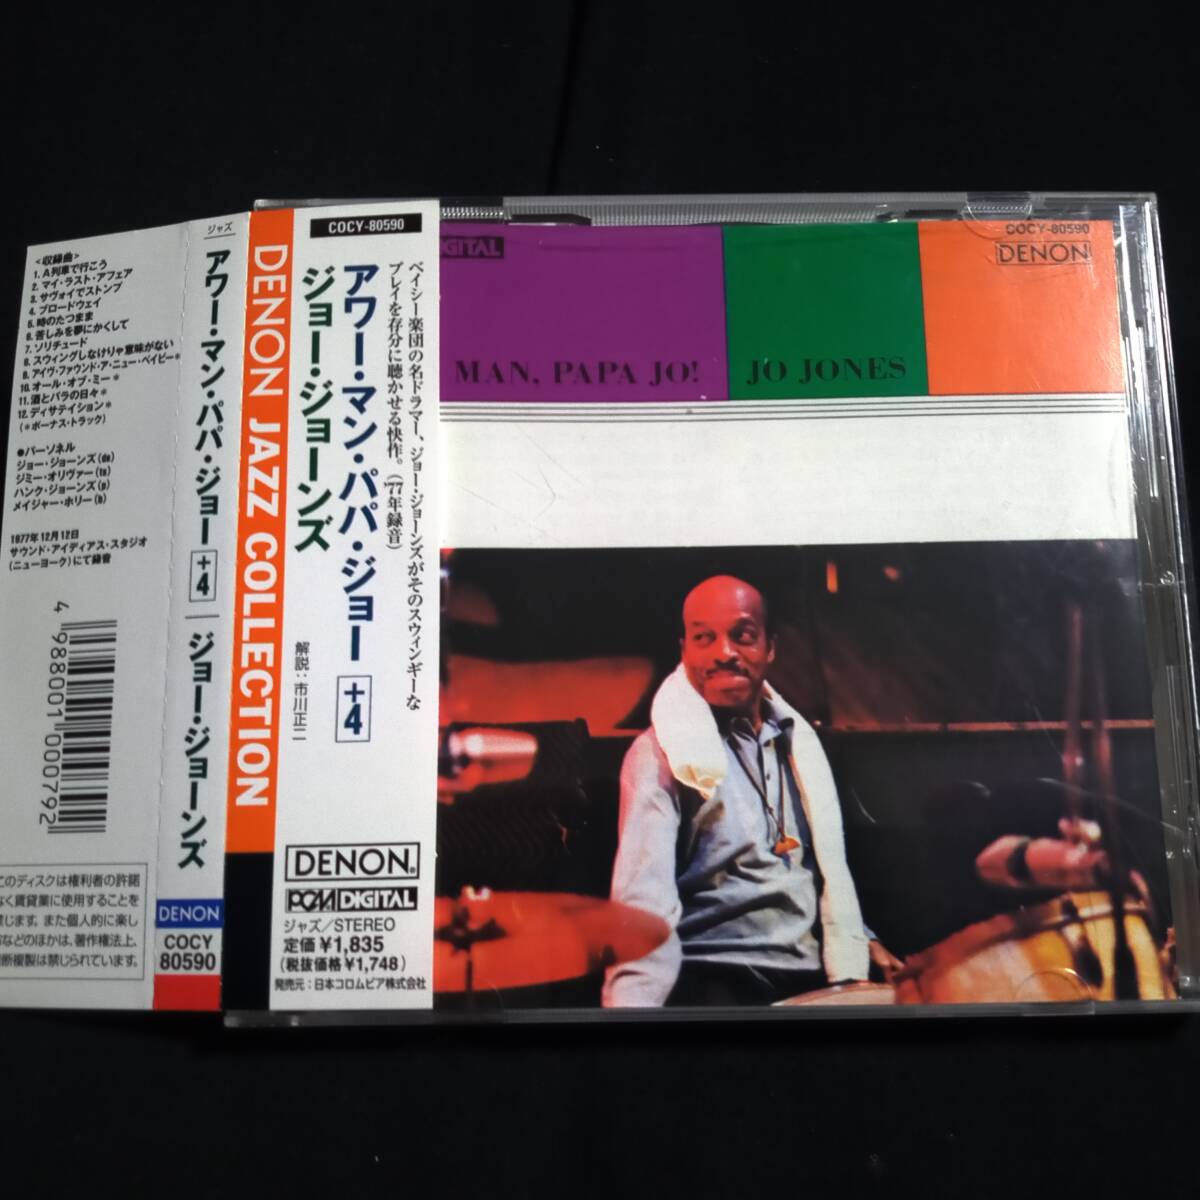 <収録曲>
1. A列車で行こう
2. マイ・ラスト・アフェア
3. サヴォイでストンプ
4. ブロードウェイ
5. 時のたつまま
6. 苦しみを夢にかくして
7. ソリチュード
8. スウィングしなけりゃ意味がない
9. アイヴ・ファウンド・ア・ニュー・ベイビー*
10. オール・オブ・ミー*
11. 酒とバラの日々*
12. ディサテイション*
(*ボーナス・トラック)
●パーソネル
ジョー・ジョーンズ(ds)
ジミー・オリヴァー(ts)
ハンク・ジョーンズ(p)
メイジャー・ホリー(b)
1977年12月12日
サウンド・アイディアス・スタジオ
(ニューヨーク)にて録音
4 988001 000792
このディスクは権利者の許諾
なく賃貸業に使用することを
禁じます。また個人的に楽し
むなどのほかは、著作権法上、
無断複製は禁じられています。
ジャズ
アワー・マン・パパ・ジョー +4 ジョー・ジョーンズ
DENON
COCY
80590
DENON JAZZ COLLECTION
COCY-80590
アワー・マン・パパ・ジョー +4
ジョー・ジョーンズ
解説:市川正二
ベイシー楽団の名ドラマー、ジョー・ジョーンズがそのスウィンギーな
プレイを存分に聴かせる快作。('77年録音)
DENON
PCM DIGITAL
ジャズ/STEREO
定価¥1,835
(税抜価格¥1,748)
発売元:日本コロムビア株式会社
DIGITAL
COCY-80590
DENON
MAN, PAPA JO!
JO JONES